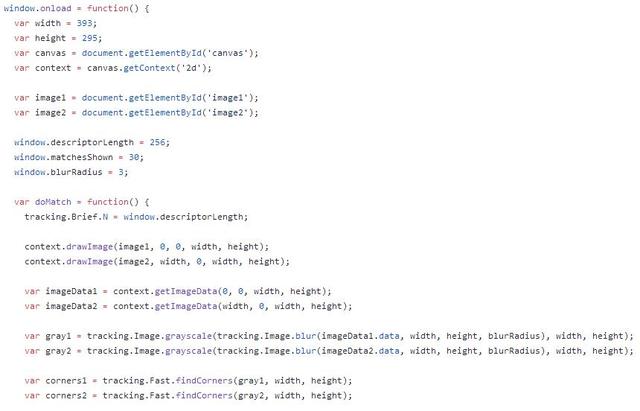 window.onload = function() {
var width = 393;
var height = 295;
var canvas = document.getElementById('canvas');
var context = canvas.getContext('2d');
var image1 = document.getElementById('image1');
var image2 = document.getElementById('image2');
window.descriptorLength = 256;
window.matchesShown = 30;
window.blurRadius = 3;
var doMatch = function() {
tracking.Brief.N = window.descriptorLength;
context.drawImage(image1, 0, 0, width, height);
context.drawImage(image2, width, 0, width, height);
var imageData1 = context.getImageData(0, 0, width, height);
var imageData2 = context.getImageData(width, 0, width, height);
var gray1 = tracking.Image.grayscale(tracking.Image.blur(imageData1.data, width, height, blurRadius), width, height);
var gray2 = tracking.Image.grayscale(tracking.Image.blur(imageData2.data, width, height, blurRadius), width, height);
var corners1 = tracking.Fast.findCorners(gray1, width, height);
var corners2 = tracking.Fast.findCorners(gray2, width, height);